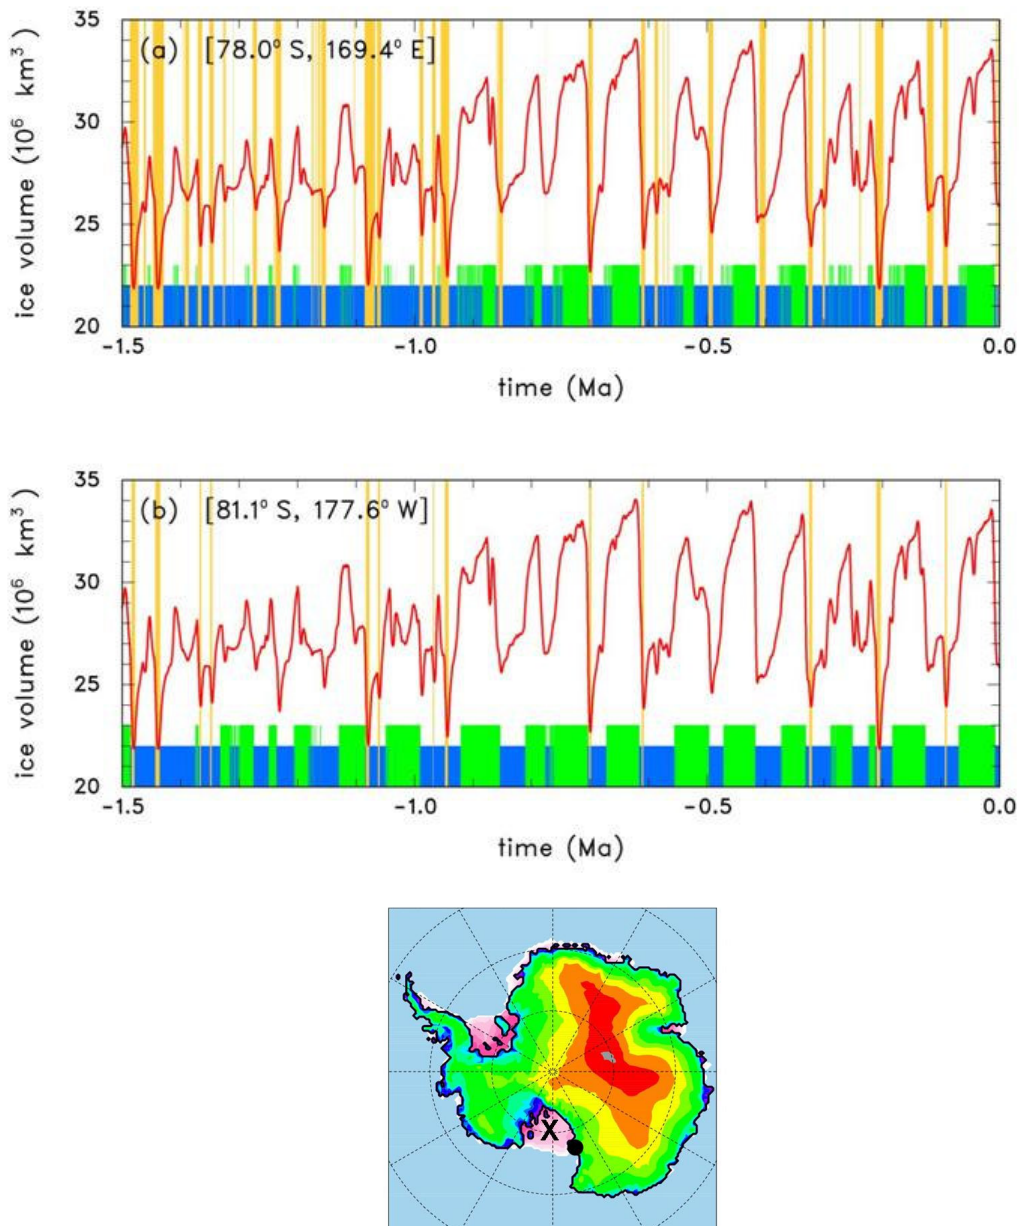 35
(a) [78.0° S, 169.4° E]
30
25
20
ice volume (10⁶ km³)
-1.5 -1.0 -0.5 0.0
time (Ma)
35
(b) [81.1° S, 177.6° W]
30
25
20
ice volume (10⁶ km³)
-1.5 -1.0 -0.5 0.0
time (Ma)
X